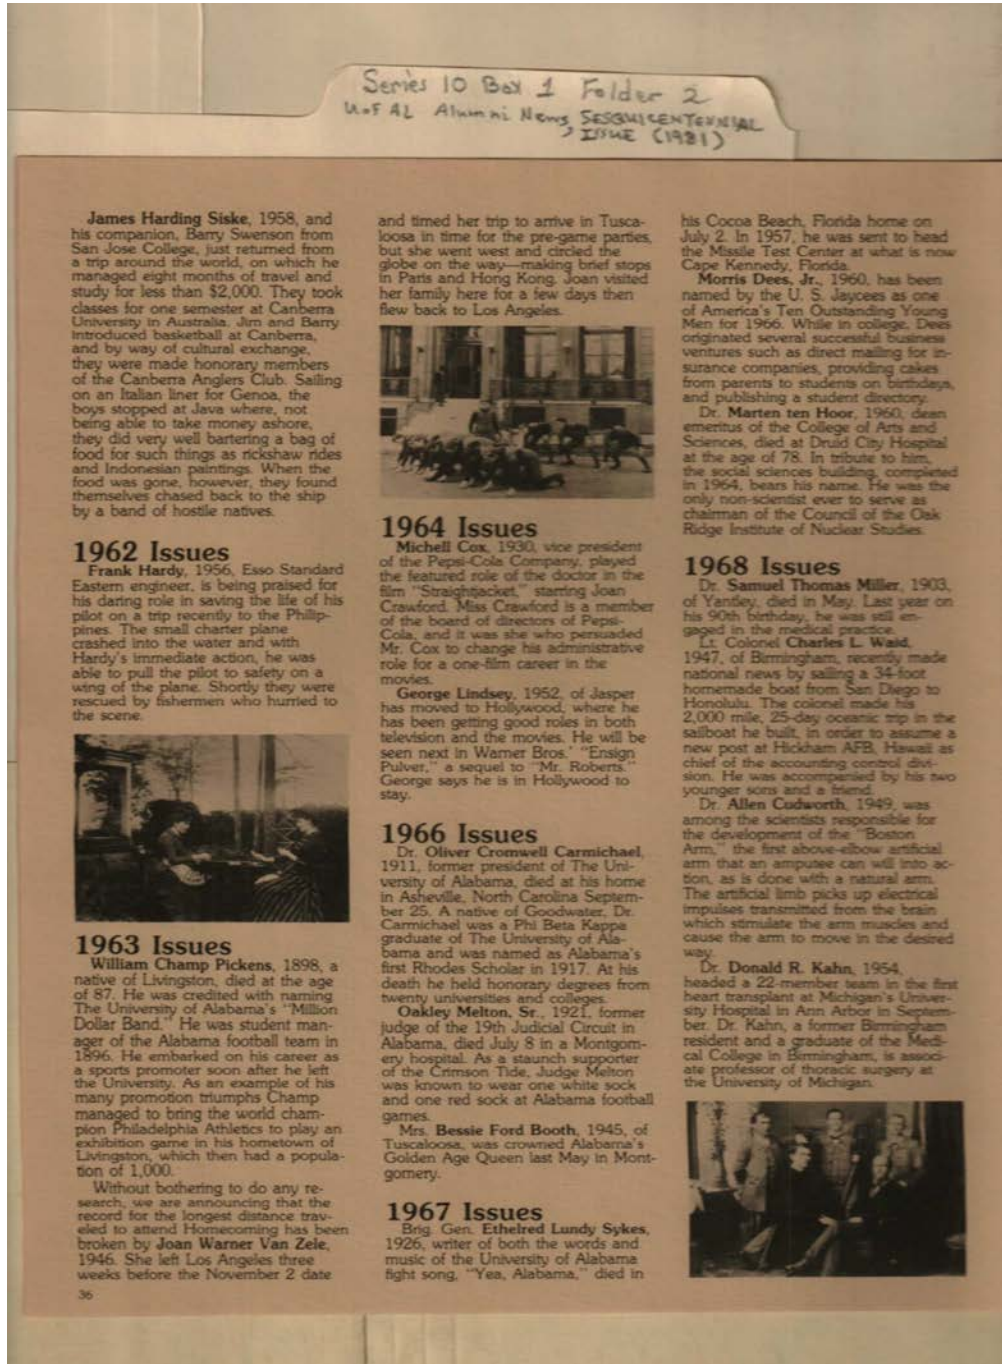 Series 10 Box 1 Folder 2
U of AL Alumni News, SESQUICENTENNIAL
ISSUE (1981)
James Harding Siske, 1958, and
his companion, Barry Swenson from
San Jose College, just returned from
a trip around the world, on which he
managed eight months of travel and
study for less than $2,000. They took
classes for one semester at Canberra
University in Australia. Jim and Barry
introduced basketball at Canberra,
and by way of cultural exchange,
they were made honorary members
of the Canberra Anglers Club. Sailing
on an Italian liner for Genoa, the
boys stopped at Java where, not
being able to take money ashore,
they did very well bartering a bag of
food for such things as rickshaw rides
and Indonesian paintings. When the
food was gone, however, they found
themselves chased back to the ship
by a band of hostile natives.
1962 Issues
Frank Hardy, 1956, Esso Standard
Eastern engineer, is being praised for
his daring role in saving the life of his
pilot on a trip recently to the Philip-
pines. The small charter plane
crashed into the water and with
Hardy's immediate action, he was
able to pull the pilot to safety on a
wing of the plane. Shortly they were
rescued by fishermen who hurried to
the scene.
1963 Issues
William Champ Pickens, 1898, a
native of Livingston, died at the age
of 87. He was credited with naming
The University of Alabama's "Million
Dollar Band." He was student man-
ager of the Alabama football team in
1896. He embarked on his career as
a sports promoter soon after he left
the University. As an example of his
many promotion triumphs Champ
managed to bring the world cham-
pion Philadelphia Athletics to play an
exhibition game in his hometown of
Livingston, which then had a popula-
tion of 1,000.
Without bothering to do any re-
search, we are announcing that the
record for the longest distance trav-
eled to attend Homecoming has been
broken by Joan Warner Van Zele,
1946. She left Los Angeles three
weeks before the November 2 date
36
and timed her trip to arrive in Tusca-
loosa in time for the pre-game parties,
but she went west and circled the
globe on the way—making brief stops
in Paris and Hong Kong. Joan visited
her family here for a few days then
flew back to Los Angeles.
1964 Issues
Michell Cox, 1930, vice president
of the Pepsi-Cola Company, played
the featured role of the doctor in the
film "Straightjacket," starring Joan
Crawford. Miss Crawford is a member
of the board of directors of Pepsi-
Cola, and it was she who persuaded
Mr. Cox to change his administrative
role for a one-film career in the
movies.
George Lindsey, 1952, of Jasper
has moved to Hollywood, where he
has been getting good roles in both
television and the movies. He will be
seen next in Warner Bros.' "Ensign
Pulver," a sequel to "Mr. Roberts."
George says he is in Hollywood to
stay.
1966 Issues
Dr. Oliver Cromwell Carmichael,
1911, former president of The Uni-
versity of Alabama, died at his home
in Asheville, North Carolina Septem-
ber 25. A native of Goodwater, Dr.
Carmichael was a Phi Beta Kappa
graduate of The University of Ala-
bama and was named as Alabama's
first Rhodes Scholar in 1917. At his
death he held honorary degrees from
twenty universities and colleges.
Oakley Melton, Sr., 1921, former
judge of the 19th Judicial Circuit in
Alabama, died July 8 in a Montgom-
ery hospital. As a staunch supporter
of the Crimson Tide, Judge Melton
was known to wear one white sock
and one red sock at Alabama football
games.
Mrs. Bessie Ford Booth, 1945, of
Tuscaloosa, was crowned Alabama's
Golden Age Queen last May in Mont-
gomery.
1967 Issues
Brig. Gen. Ethelred Lundy Sykes,
1926, writer of both the words and
music of the University of Alabama
fight song, "Yea, Alabama," died in
his Cocoa Beach, Florida home on
July 2. In 1957, he was sent to head
the Missile Test Center at what is now
Cape Kennedy, Florida.
Morris Dees, Jr., 1960, has been
named by the U. S. Jaycees as one
of America's Ten Outstanding Young
Men for 1966. While in college, Dees
originated several successful business
ventures such as direct mailing for in-
surance companies, providing cakes
from parents to students on birthdays,
and publishing a student directory.
Dr. Marten ten Hoor, 1960, dean
emeritus of the College of Arts and
Sciences, died at Druid City Hospital
at the age of 78. In tribute to him,
the social sciences building, completed
in 1964, bears his name. He was the
only non-scientist ever to serve as
chairman of the Council of the Oak
Ridge Institute of Nuclear Studies.
1968 Issues
Dr. Samuel Thomas Miller, 1903,
of Yantley, died in May. Last year on
his 90th birthday, he was still en-
gaged in the medical practice.
Lt. Colonel Charles L. Waid,
1947, of Birmingham, recently made
national news by sailing a 34-foot
homemade boat from San Diego to
Honolulu. The colonel made his
2,000 mile, 25-day oceanic trip in the
sailboat he built, in order to assume a
new post at Hickham AFB, Hawaii as
chief of the accounting control divi-
sion. He was accompanied by his two
younger sons and a friend.
Dr. Allen Cudworth, 1949, was
among the scientists responsible for
the development of the "Boston
Arm," the first above-elbow artificial
arm that an amputee can will into ac-
tion, as is done with a natural arm.
The artificial limb picks up electrical
impulses transmitted from the brain
which stimulate the arm muscles and
cause the arm to move in the desired
way.
Dr. Donald R. Kahn, 1954,
headed a 22-member team in the first
heart transplant at Michigan's Univer-
sity Hospital in Ann Arbor in Septem-
ber. Dr. Kahn, a former Birmingham
resident and a graduate of the Medi-
cal College in Birmingham, is associ-
ate professor of thoracic surgery at
the University of Michigan.